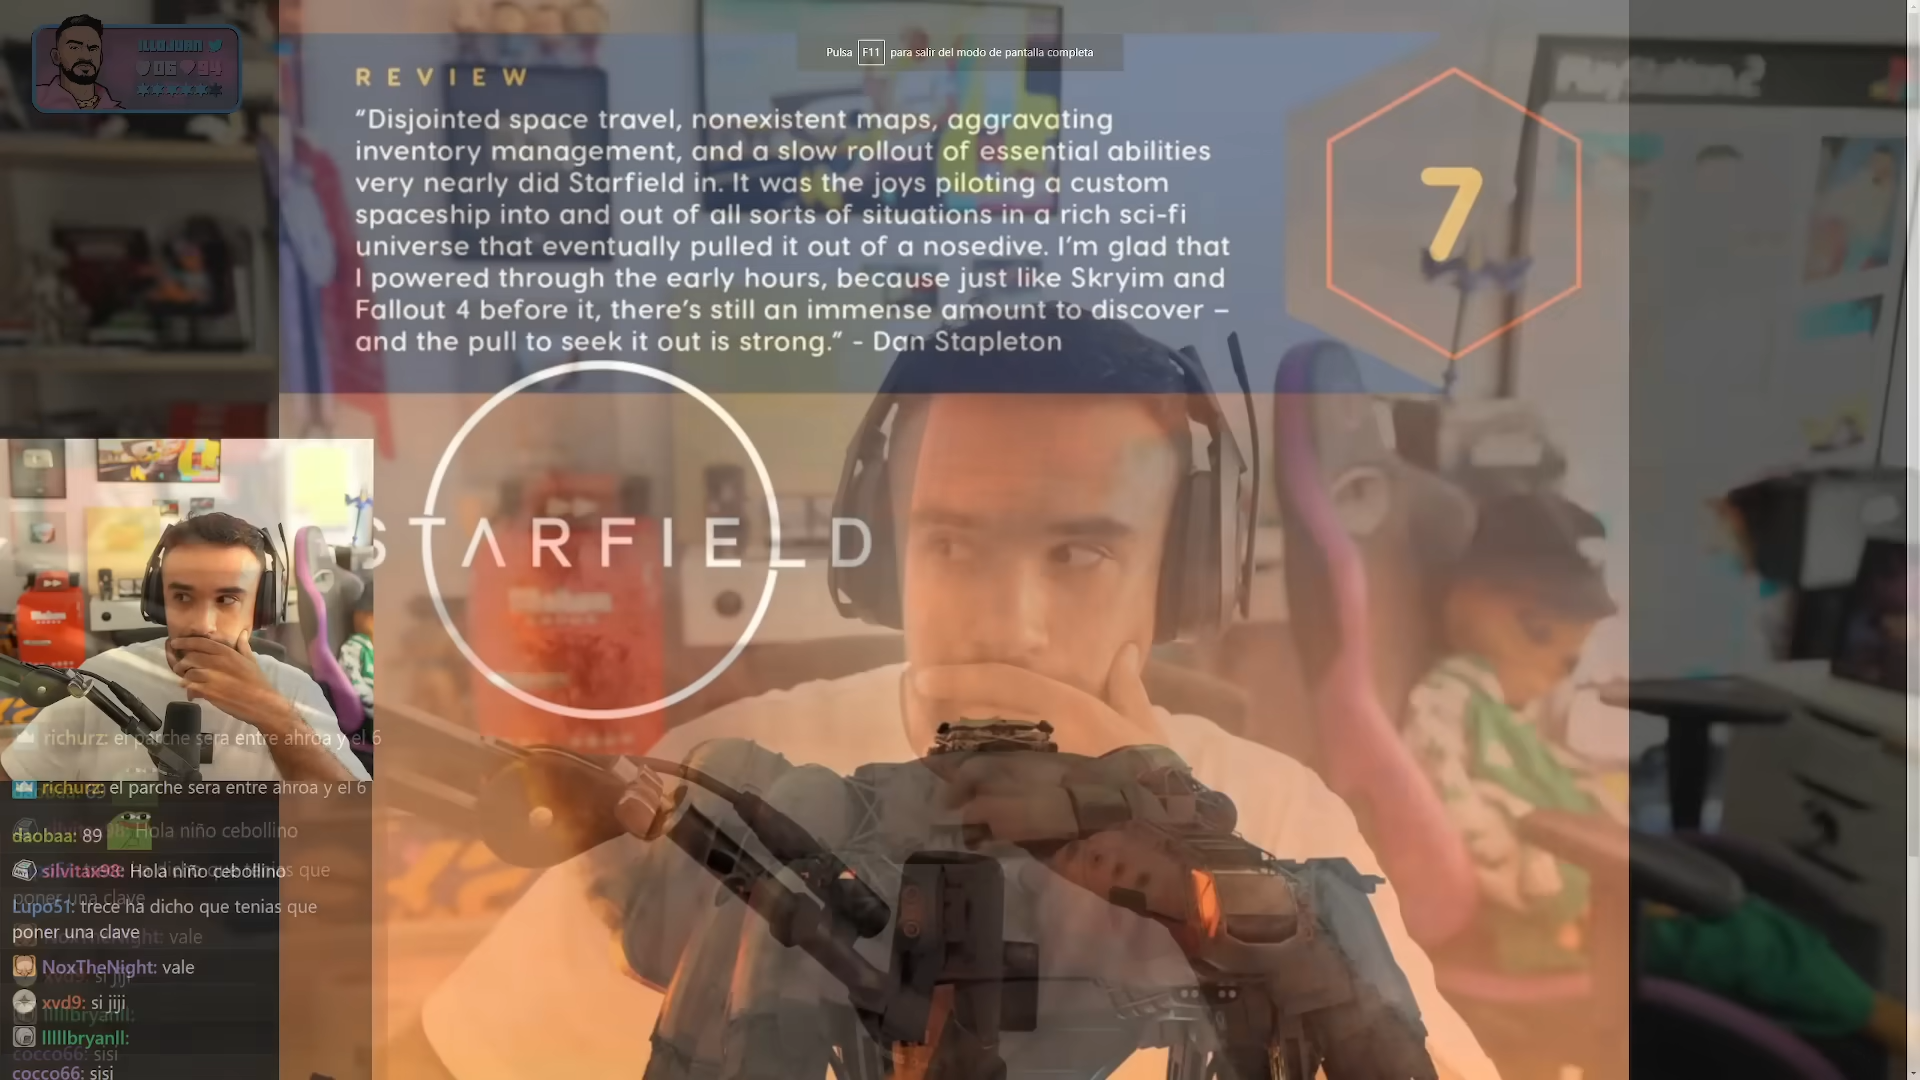 ILLOJUAN
06 94
Pulsa F11 para salir del modo de pantalla completa
REVIEW
“Disjointed space travel, nonexistent maps, aggravating
inventory management, and a slow rollout of essential abilities
very nearly did Starfield in. It was the joys piloting a custom
spaceship into and out of all sorts of situations in a rich sci-fi
universe that eventually pulled it out of a nosedive. I’m glad that
I powered through the early hours, because just like Skryim and
Fallout 4 before it, there’s still an immense amount to discover –
and the pull to seek it out is strong.” - Dan Stapleton
7
PlayStation 2
STARFIELD
richurz: el parche sera entre ahroa y el 6
richurz: el parche sera entre ahroa y el 6
daobaa: 89
Hola niño cebollino
silvitax98: Hola niño cebollino
Lupo51: trece ha dicho que tenias que
poner una clave
NoxTheNight: vale
xvd9: si jiji
lllllbryanll:
cocco66: sisi
cocco66: sisi